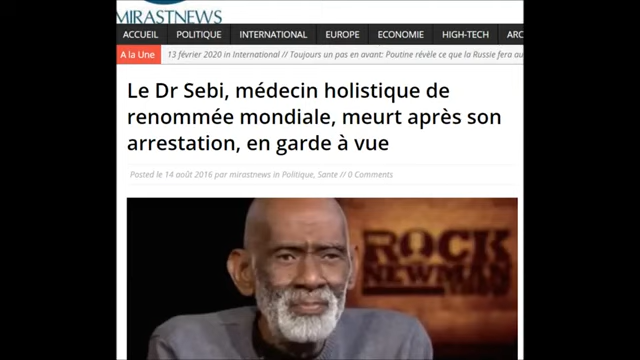 MIRASTNEWS
ACCUEIL POLITIQUE INTERNATIONAL EUROPE ECONOMIE HIGH-TECH ARC
A la Une 13 février 2020 in International // Toujours un pas en avant: Poutine révèle ce que la Russie fera au
Le Dr Sebi, médecin holistique de
renommée mondiale, meurt après son
arrestation, en garde à vue
Posted le 14 août 2016 par mirastnews in Politique, Sante // 0 Comments
ROCK
NEWMAN